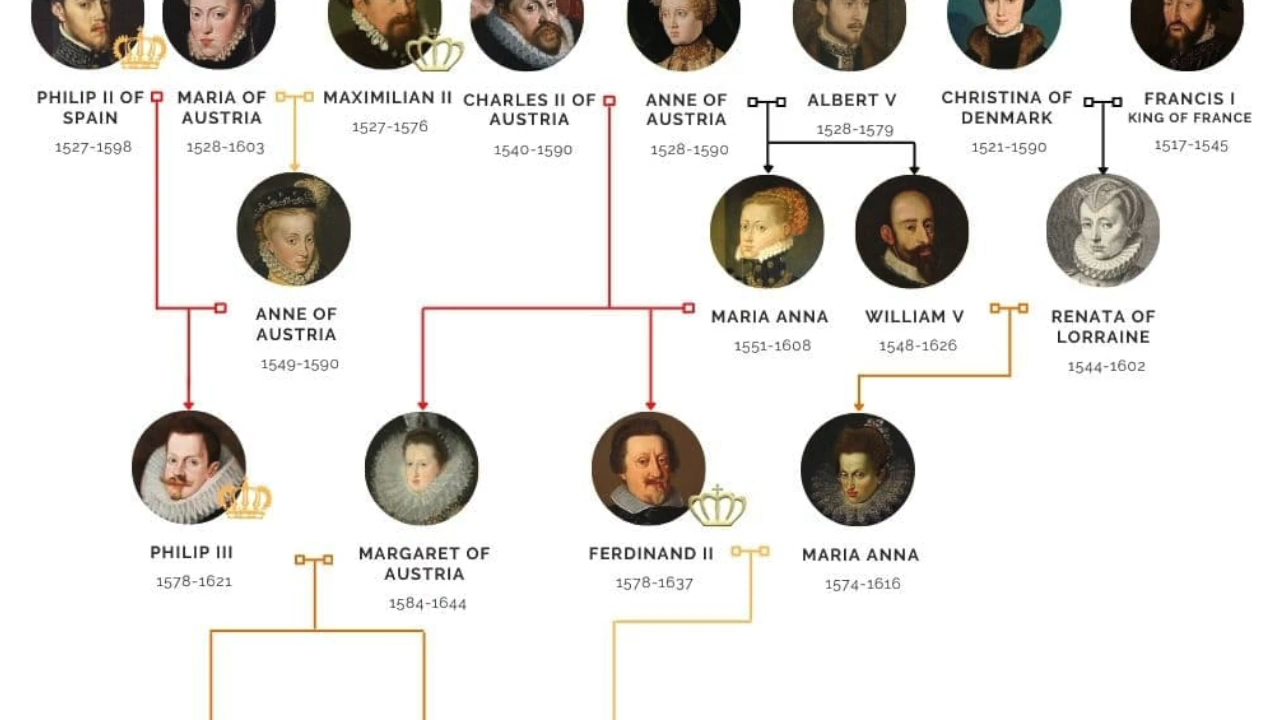 PHILIP II OF
SPAIN
1527-1598
MARIA OF
AUSTRIA
1528-1603
MAXIMILIAN II
1527-1576
CHARLES II OF
AUSTRIA
1540-1590
ANNE OF
AUSTRIA
1528-1590
ALBERT V
1528-1579
CHRISTINA OF
DENMARK
1521-1590
FRANCIS I
KING OF FRANCE
1517-1545
ANNE OF
AUSTRIA
1549-1590
MARIA ANNA
1551-1608
WILLIAM V
1548-1626
RENATA OF
LORRAINE
1544-1602
PHILIP III
1578-1621
MARGARET OF
AUSTRIA
1584-1644
FERDINAND II
1578-1637
MARIA ANNA
1574-1616